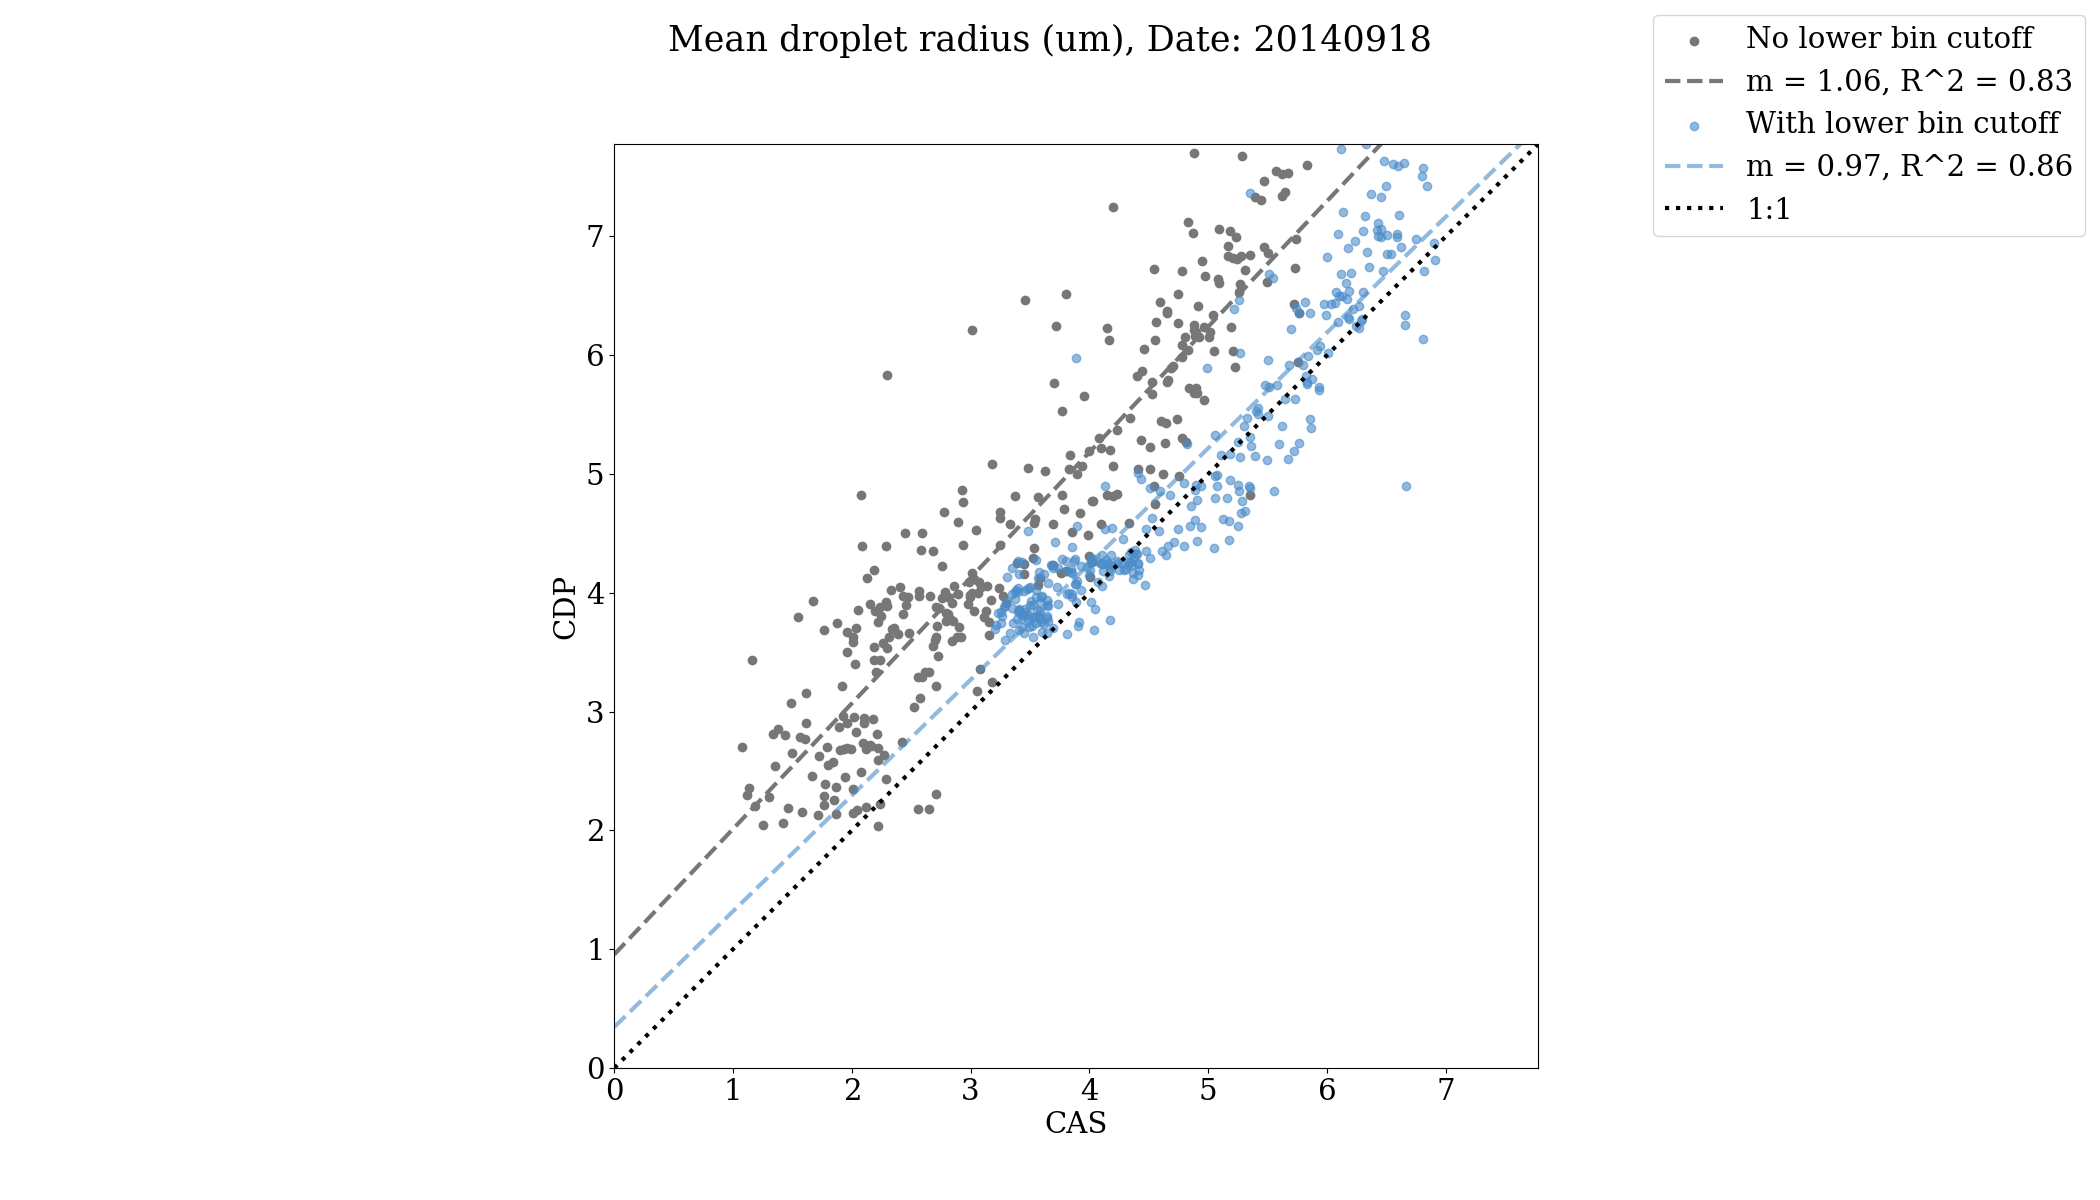 Mean droplet radius (um), Date: 20140918
No lower bin cutoff
m = 1.06, R^2 = 0.83
With lower bin cutoff
m = 0.97, R^2 = 0.86
1:1
7
6
5
4
3
2
1
0
CDP
0 1 2 3 4 5 6 7
CAS